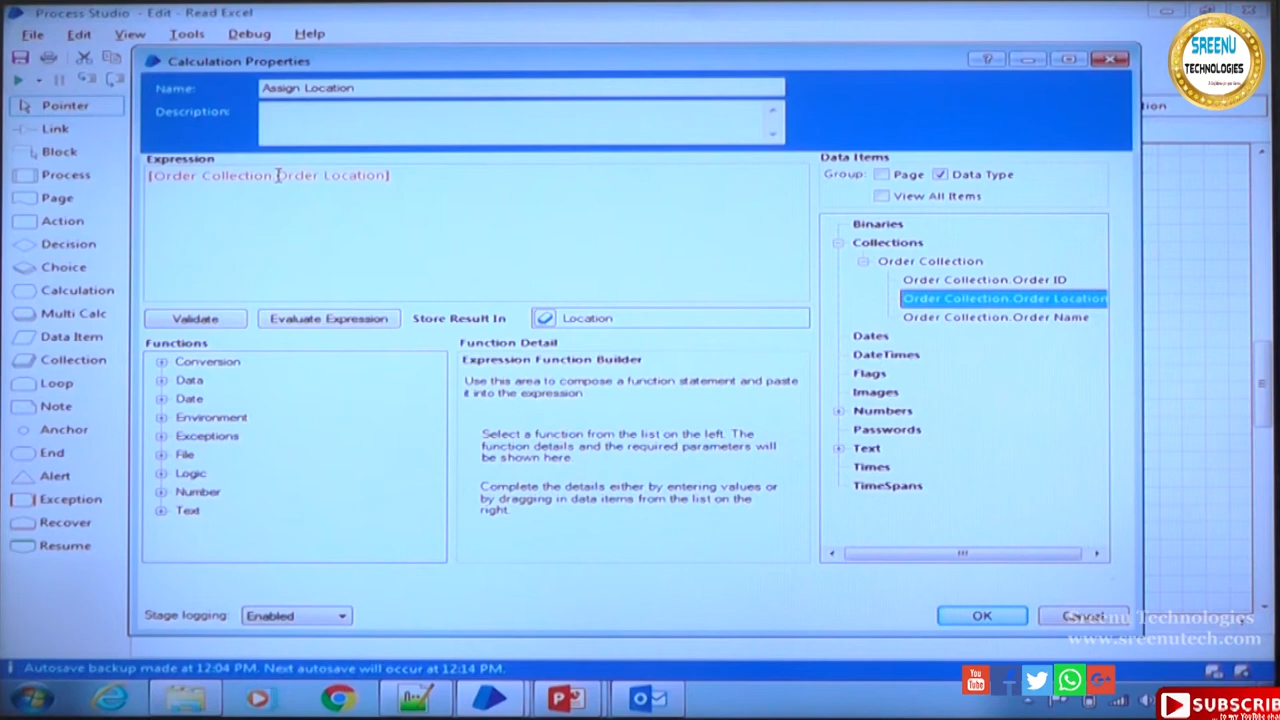 Process Studio - Edit - Read Excel
File Edit View Tools Debug Help
SREENU
TECHNOLOGIES
Calculation Properties
Name: Assign Location
Description:
Pointer
Link
Block
Process
Page
Action
Decision
Choice
Calculation
Multi Calc
Data Item
Collection
Loop
Note
Anchor
End
Alert
Exception
Recover
Resume
Expression
[Order Collection.Order Location]
Data Items
Group: Page Data Type
View All Items
Binaries
Collections
Order Collection
Order Collection.Order ID
Order Collection.Order Location
Order Collection.Order Name
Dates
DateTimes
Flags
Images
Numbers
Passwords
Text
Times
TimeSpans
Validate Evaluate Expression Store Result In Location
Functions
Conversion
Data
Date
Environment
Exceptions
File
Logic
Number
Text
Function Detail
Expression Function Builder
Use this area to compose a function statement and paste
it into the expression
Select a function from the list on the left. The
function details and the required parameters will
be shown here.
Complete the details either by entering values or
by dragging in data items from the list on the
right.
Stage logging: Enabled
OK Cancel
Sreenu Technologies
www.sreenutech.com
Autosave backup made at 12:04 PM. Next autosave will occur at 12:14 PM.
You
Tube
SUBSCRIB